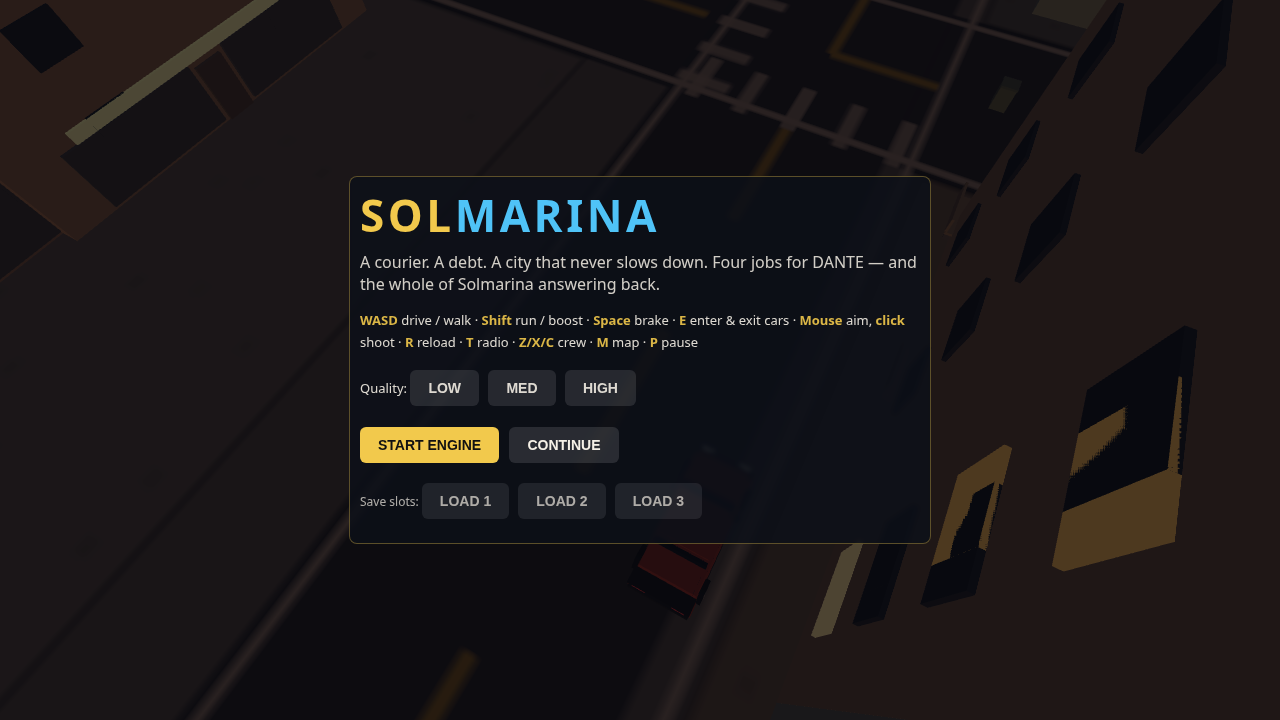 SOLMARINA
A courier. A debt. A city that never slows down. Four jobs for DANTE — and
the whole of Solmarina answering back.
WASD drive / walk · Shift run / boost · Space brake · E enter & exit cars · Mouse aim, click
shoot · R reload · T radio · Z/X/C crew · M map · P pause
Quality: LOW MED HIGH
START ENGINE CONTINUE
Save slots: LOAD 1 LOAD 2 LOAD 3